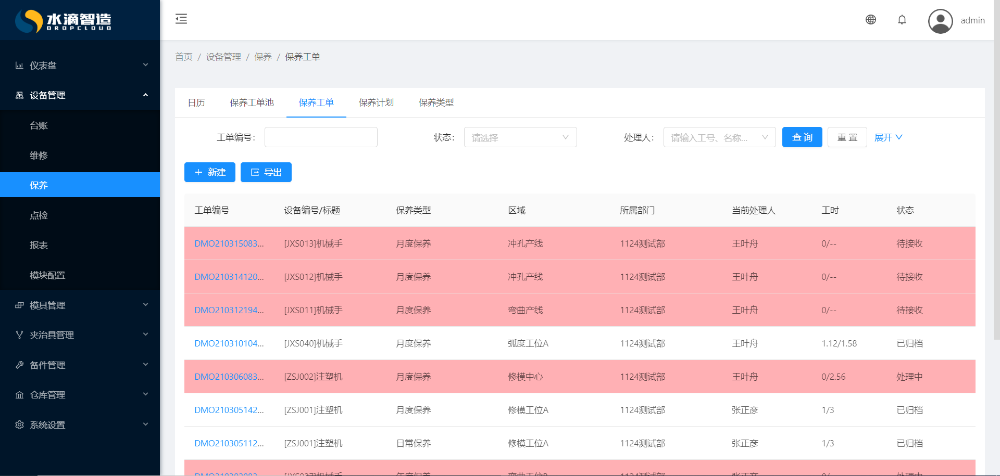 水滴智造
DROPCLOUD
admin
仪表盘
设备管理
台账
维修
保养
点检
报表
模块配置
模具管理
夹治具管理
备件管理
仓库管理
系统设置
首页 / 设备管理 / 保养 / 保养工单
日历 保养工单池 保养工单 保养计划 保养类型
工单编号: 状态: 请选择 处理人: 请输入工号、名称... 查 询 重 置 展开
新建 导出
工单编号 设备编号/标题 保养类型 区域 所属部门 当前处理人 工时 状态
DMO210315083... [JXS013]机械手 月度保养 冲孔产线 1124测试部 王叶舟 0/-- 待接收
DMO210314120... [JXS012]机械手 月度保养 冲孔产线 1124测试部 王叶舟 0/-- 待接收
DMO210312194... [JXS011]机械手 月度保养 弯曲产线 1124测试部 王叶舟 0/-- 待接收
DMO210310104... [JXS040]机械手 月度保养 弧度工位A 1124测试部 王叶舟 1.12/1.58 已归档
DMO210306083... [ZSJ002]注塑机 月度保养 修模中心 1124测试部 王叶舟 0/2.56 处理中
DMO210305142... [ZSJ001]注塑机 月度保养 修模工位A 1124测试部 张正彦 1/3 已归档
DMO210305112... [ZSJ001]注塑机 日常保养 修模工位A 1124测试部 张正彦 1/3 已归档